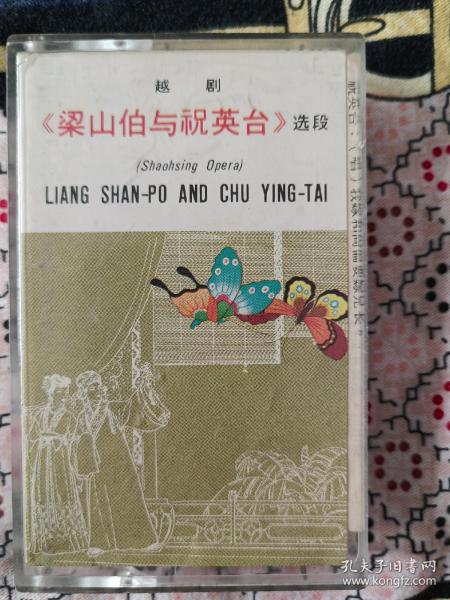 越剧
《梁山伯与祝英台》选段
(Shaohsing Opera)
LIANG SHAN-PO AND CHU YING-TAI
孔夫子旧书网
www.kongfz.com